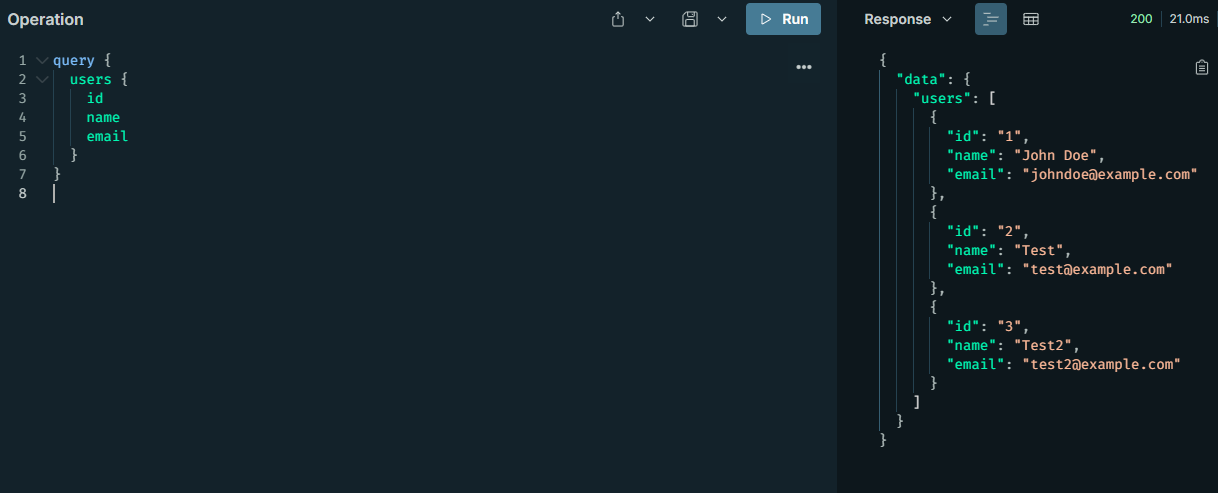 Operation
Run
1 query {
2   users {
3     id
4     name
5     email
6   }
7 }
8
Response
200
21.0ms
{
  "data": {
    "users": [
      {
        "id": "1",
        "name": "John Doe",
        "email": "johndoe@example.com"
      },
      {
        "id": "2",
        "name": "Test",
        "email": "test@example.com"
      },
      {
        "id": "3",
        "name": "Test2",
        "email": "test2@example.com"
      }
    ]
  }
}